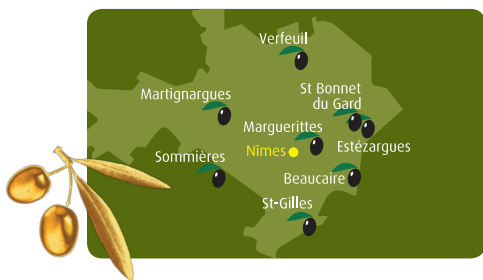 Verfeuil
St Bonnet
du Gard
Martignargues
Marguerittes
Estézargues
Nîmes
Sommières
Beaucaire
St-Gilles